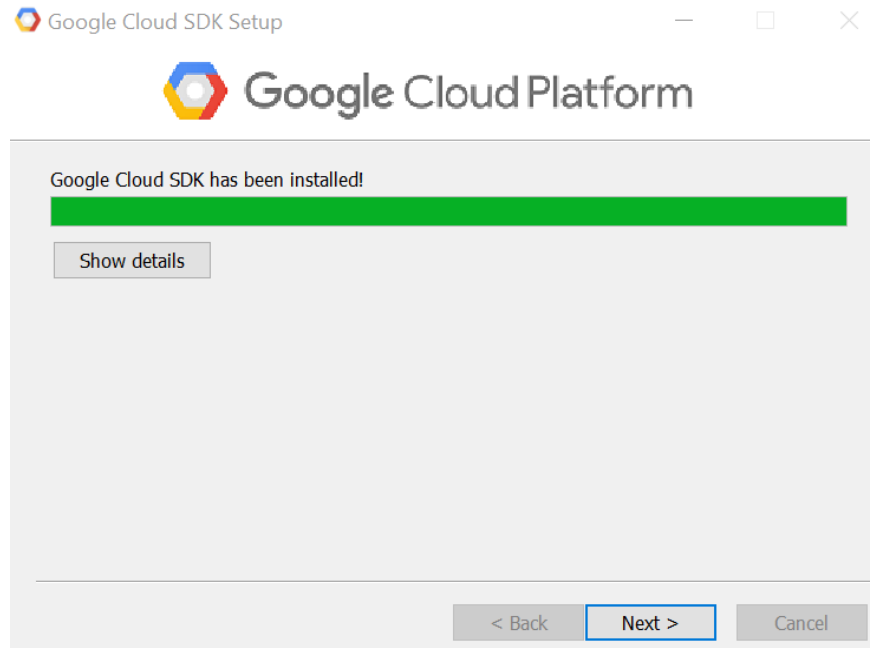 Google Cloud SDK Setup
Google Cloud Platform
Google Cloud SDK has been installed!
Show details
< Back Next > Cancel